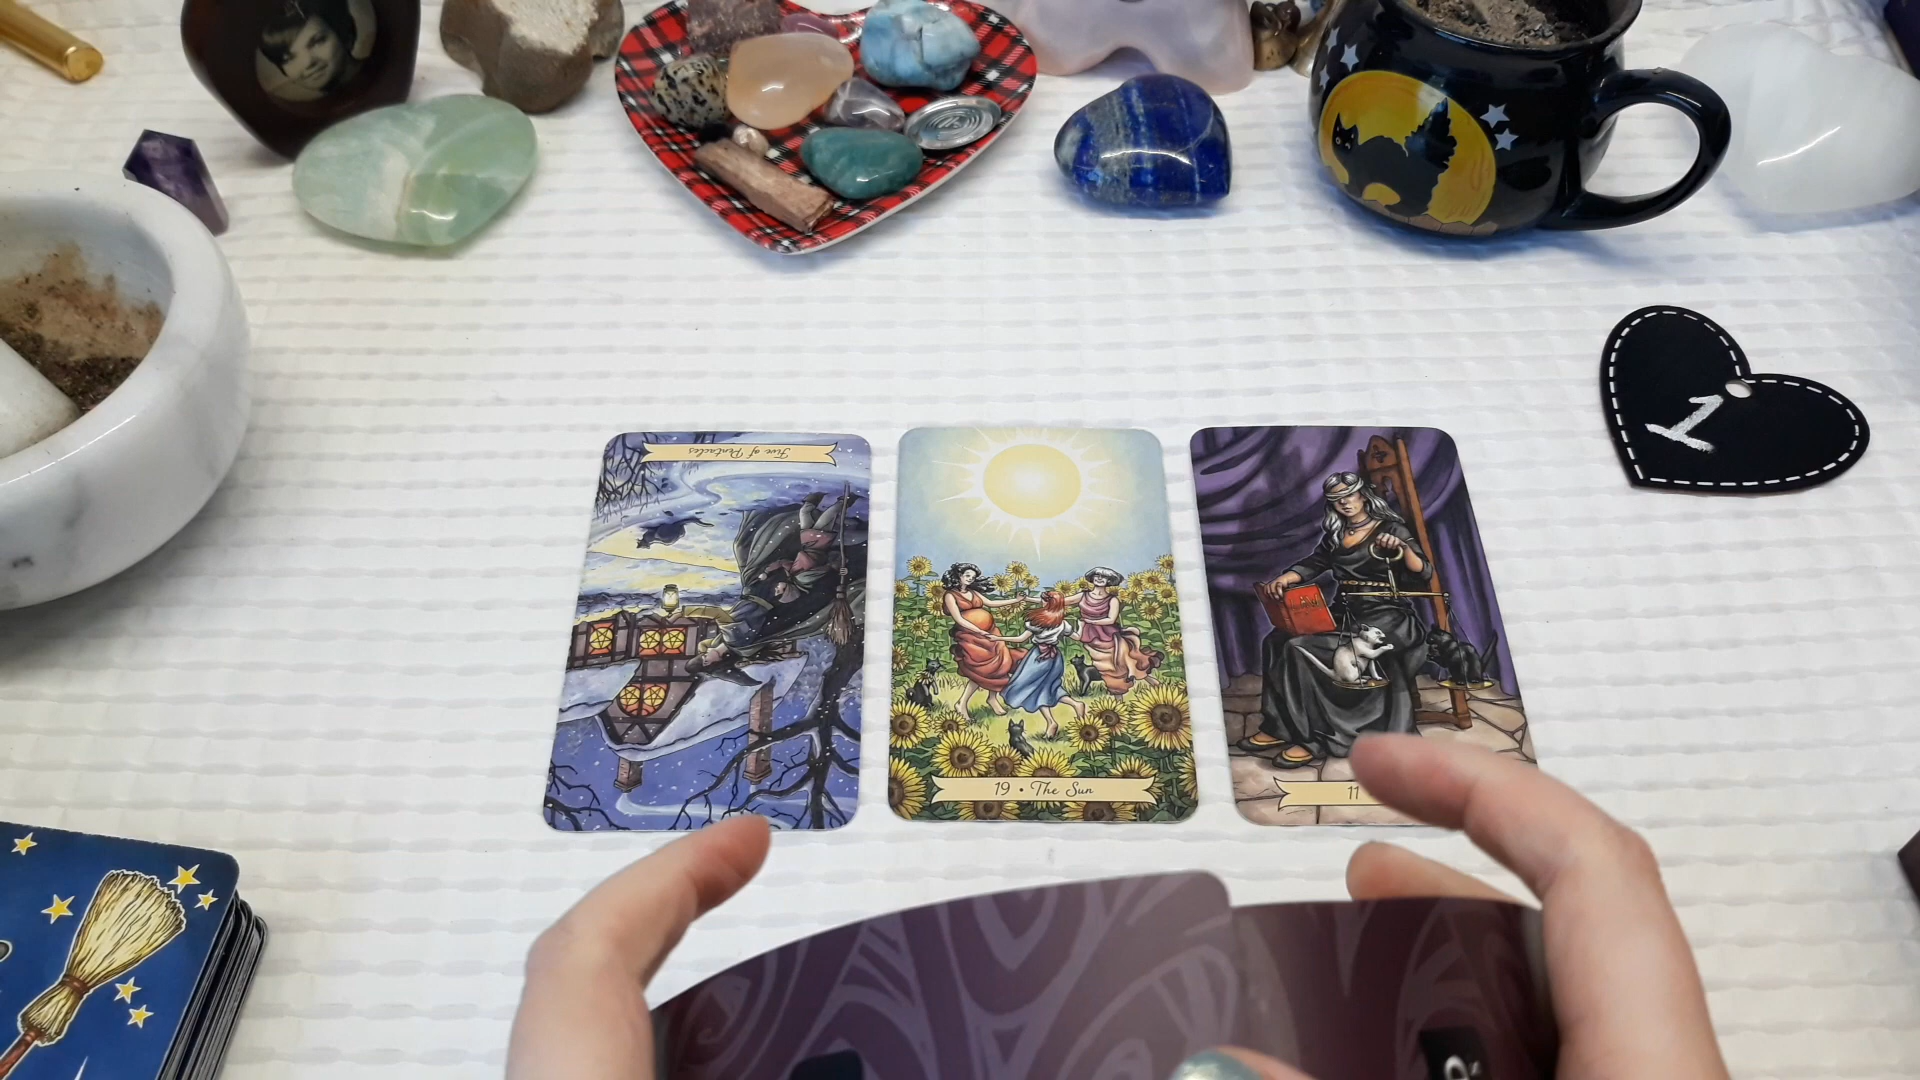 1
Five of Pentacles
19 • The Sun
11